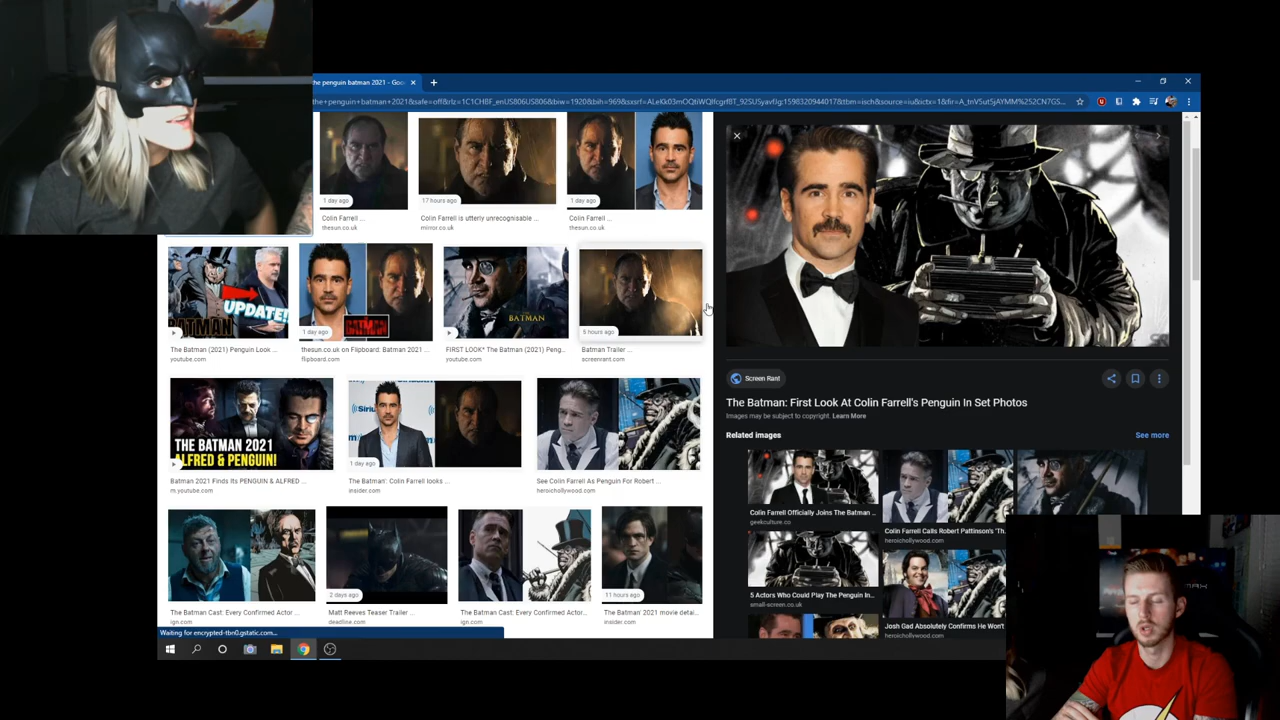 the penguin batman 2021 - Goo
1 day ago
17 hours ago
1 day ago
Colin Farrell ...
thesun.co.uk
Colin Farrell is utterly unrecognisable ...
mirror.co.uk
Colin Farrell ...
thesun.co.uk
UPDATE!
BATMAN
1 day ago
BATMAN
BATMAN
5 hours ago
The Batman (2021) Penguin Look ...
youtube.com
thesun.co.uk on Flipboard: Batman 2021 ...
flipboard.com
FIRST LOOK* The Batman (2021) Peng...
youtube.com
Batman Trailer ...
screenrant.com
THE BATMAN 2021
ALFRED & PENGUIN!
1 day ago
Batman 2021 Finds Its PENGUIN & ALFRED ...
m.youtube.com
The Batman': Colin Farrell looks ...
insider.com
See Colin Farrell As Penguin For Robert ...
heroichollywood.com
2 days ago
11 hours ago
The Batman Cast: Every Confirmed Actor ...
ign.com
Matt Reeves Teaser Trailer ...
deadline.com
The Batman Cast: Every Confirmed Actor...
ign.com
The Batman' 2021 movie detai...
insider.com
Waiting for encrypted-tbn0.gstatic.com...
Screen Rant
The Batman: First Look At Colin Farrell's Penguin In Set Photos
Images may be subject to copyright. Learn More
Related images
See more
Colin Farrell Officially Joins The Batman ...
geekculture.co
Colin Farrell Calls Robert Pattinson's 'Th...
heroichollywood.com
5 Actors Who Could Play The Penguin In...
small-screen.co.uk
Josh Gad Absolutely Confirms He Won't
heroichollywood.com